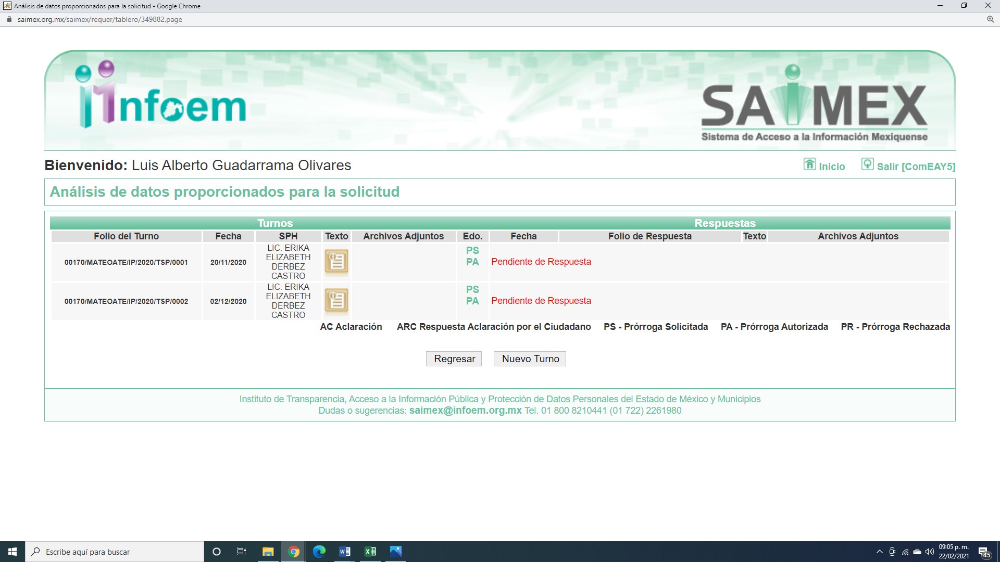 Análisis de datos proporcionados para la solicitud - Google Chrome
saimex.org.mx/saimex/requer/tablero/349882.page
infoem
SAIMEX
Sistema de Acceso a la Información Mexiquense
Bienvenido: Luis Alberto Guadarrama Olivares
Inicio Salir [ComEAY5]
Análisis de datos proporcionados para la solicitud
Turnos Respuestas
Folio del Turno Fecha SPH Texto Archivos Adjuntos Edo. Fecha Folio de Respuesta Texto Archivos Adjuntos
00170/MATEOATE/IP/2020/TSP/0001 20/11/2020
LIC. ERIKA
ELIZABETH
DERBEZ
CASTRO
PS
PA
Pendiente de Respuesta
00170/MATEOATE/IP/2020/TSP/0002 02/12/2020
LIC. ERIKA
ELIZABETH
DERBEZ
CASTRO
PS
PA
Pendiente de Respuesta
AC Aclaración ARC Respuesta Aclaración por el Ciudadano PS - Prórroga Solicitada PA - Prórroga Autorizada PR - Prórroga Rechazada
Regresar Nuevo Turno
Instituto de Transparencia, Acceso a la Información Pública y Protección de Datos Personales del Estado de México y Municipios
Dudas o sugerencias: saimex@infoem.org.mx Tel. 01 800 8210441 (01 722) 2261980
Escribe aquí para buscar
09:05 p. m.
22/02/2021
45